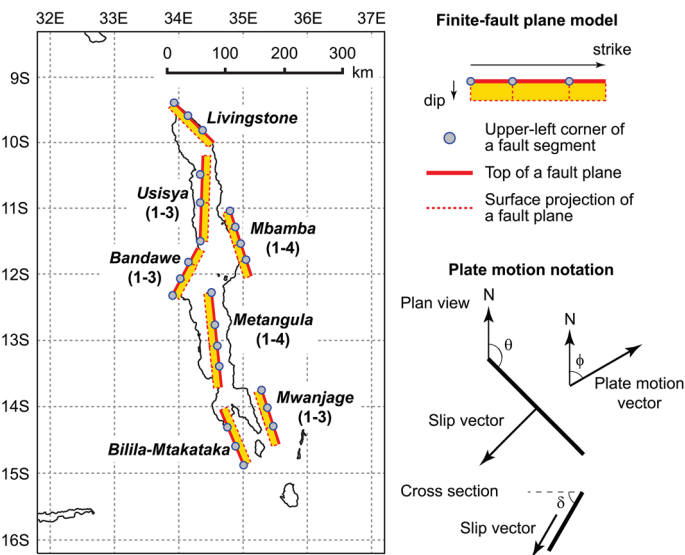 32E 34E 35E 36E 37E
0 100 200 300
km
9S
10S
11S
12S
13S
14S
15S
16S
Livingstone
Usisya
(1-3)
Mbamba
(1-4)
Bandawe
(1-3)
Metangula
(1-4)
Mwanjage
(1-3)
Bilila-Mtakataka
Finite-fault plane model
strike
dip
Upper-left corner of
a fault segment
Top of a fault plane
Surface projection of
a fault plane
Plate motion notation
Plan view
N
θ
N
ϕ
Plate motion
vector
Slip vector
Cross section
δ
Slip vector